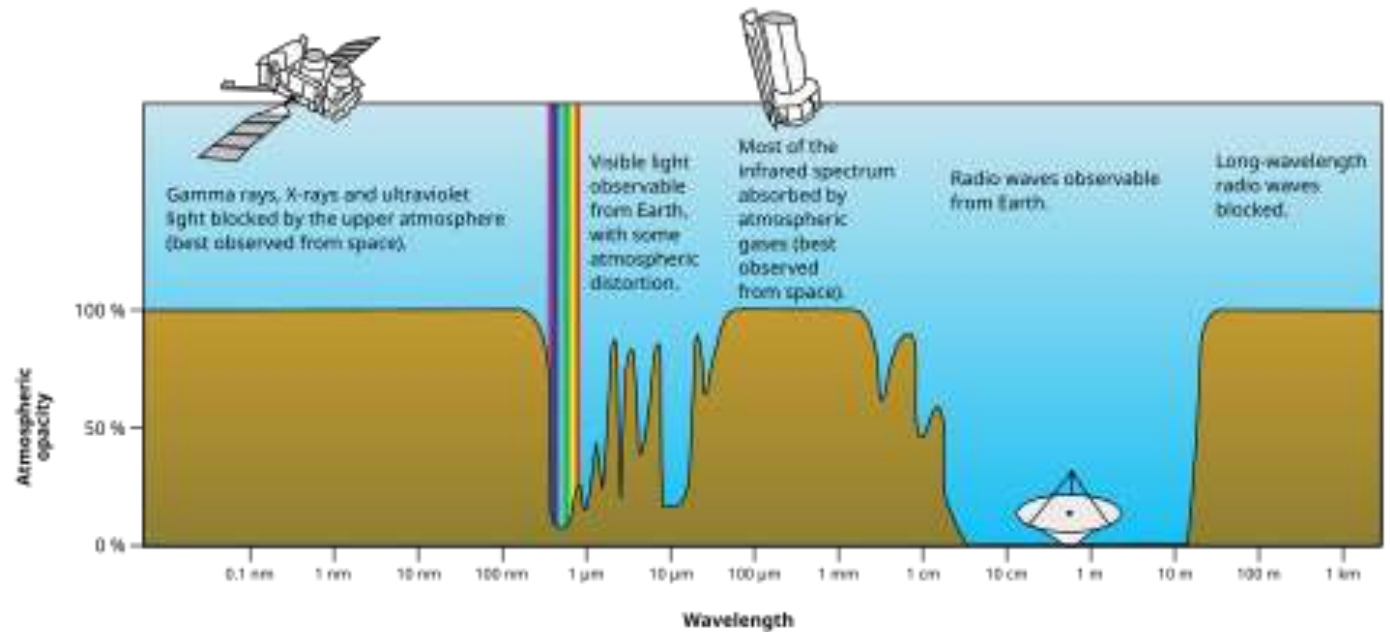 Gamma rays, X-rays and ultraviolet
light blocked by the upper atmosphere
(best observed from space).
Visible light
observable
from Earth,
with some
atmospheric
distortion.
Most of the
infrared spectrum
absorbed by
atmospheric
gases (best
observed
from space).
Radio waves observable
from Earth.
Long-wavelength
radio waves
blocked.
Atmospheric
opacity
100 %
50 %
0 %
0.1 nm
1 nm
10 nm
100 nm
1 μm
10 μm
100 μm
1 mm
1 cm
10 cm
1 m
10 m
100 m
1 km
Wavelength